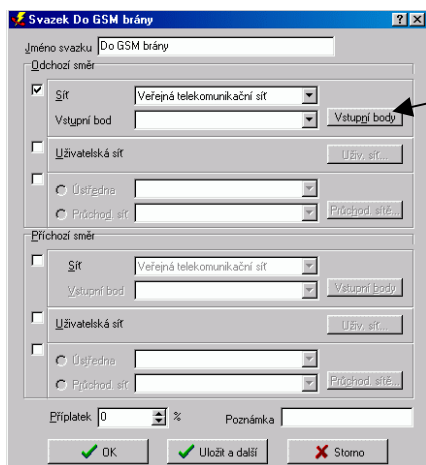 Svazek Do GSM brány
Jméno svazku Do GSM brány
Odchozí směr
Síť Veřejná telekomunikační síť
Vstupní bod Vstupní body
Uživatelská síť Uživ. síť...
Ústředna
Průchod. síť Průchod. sítě...
Příchozí směr
Síť Veřejná telekomunikační síť
Vstupní bod Vstupní body
Uživatelská síť Uživ. síť...
Ústředna
Průchod. síť Průchod. sítě...
Příplatek 0 % Poznámka
OK Uložit a další Storno